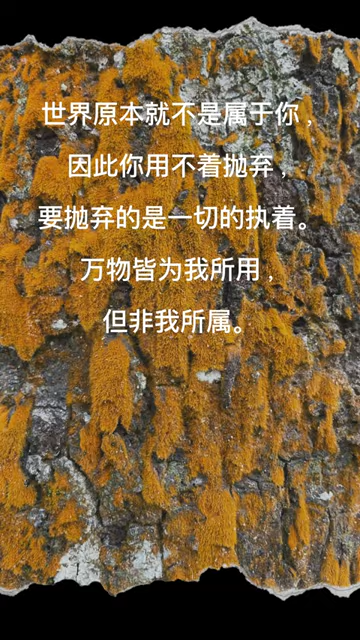 世界原本就不是属于你，
因此你用不着抛弃，
要抛弃的是一切的执着。
万物皆为我所用，
但非我所属。